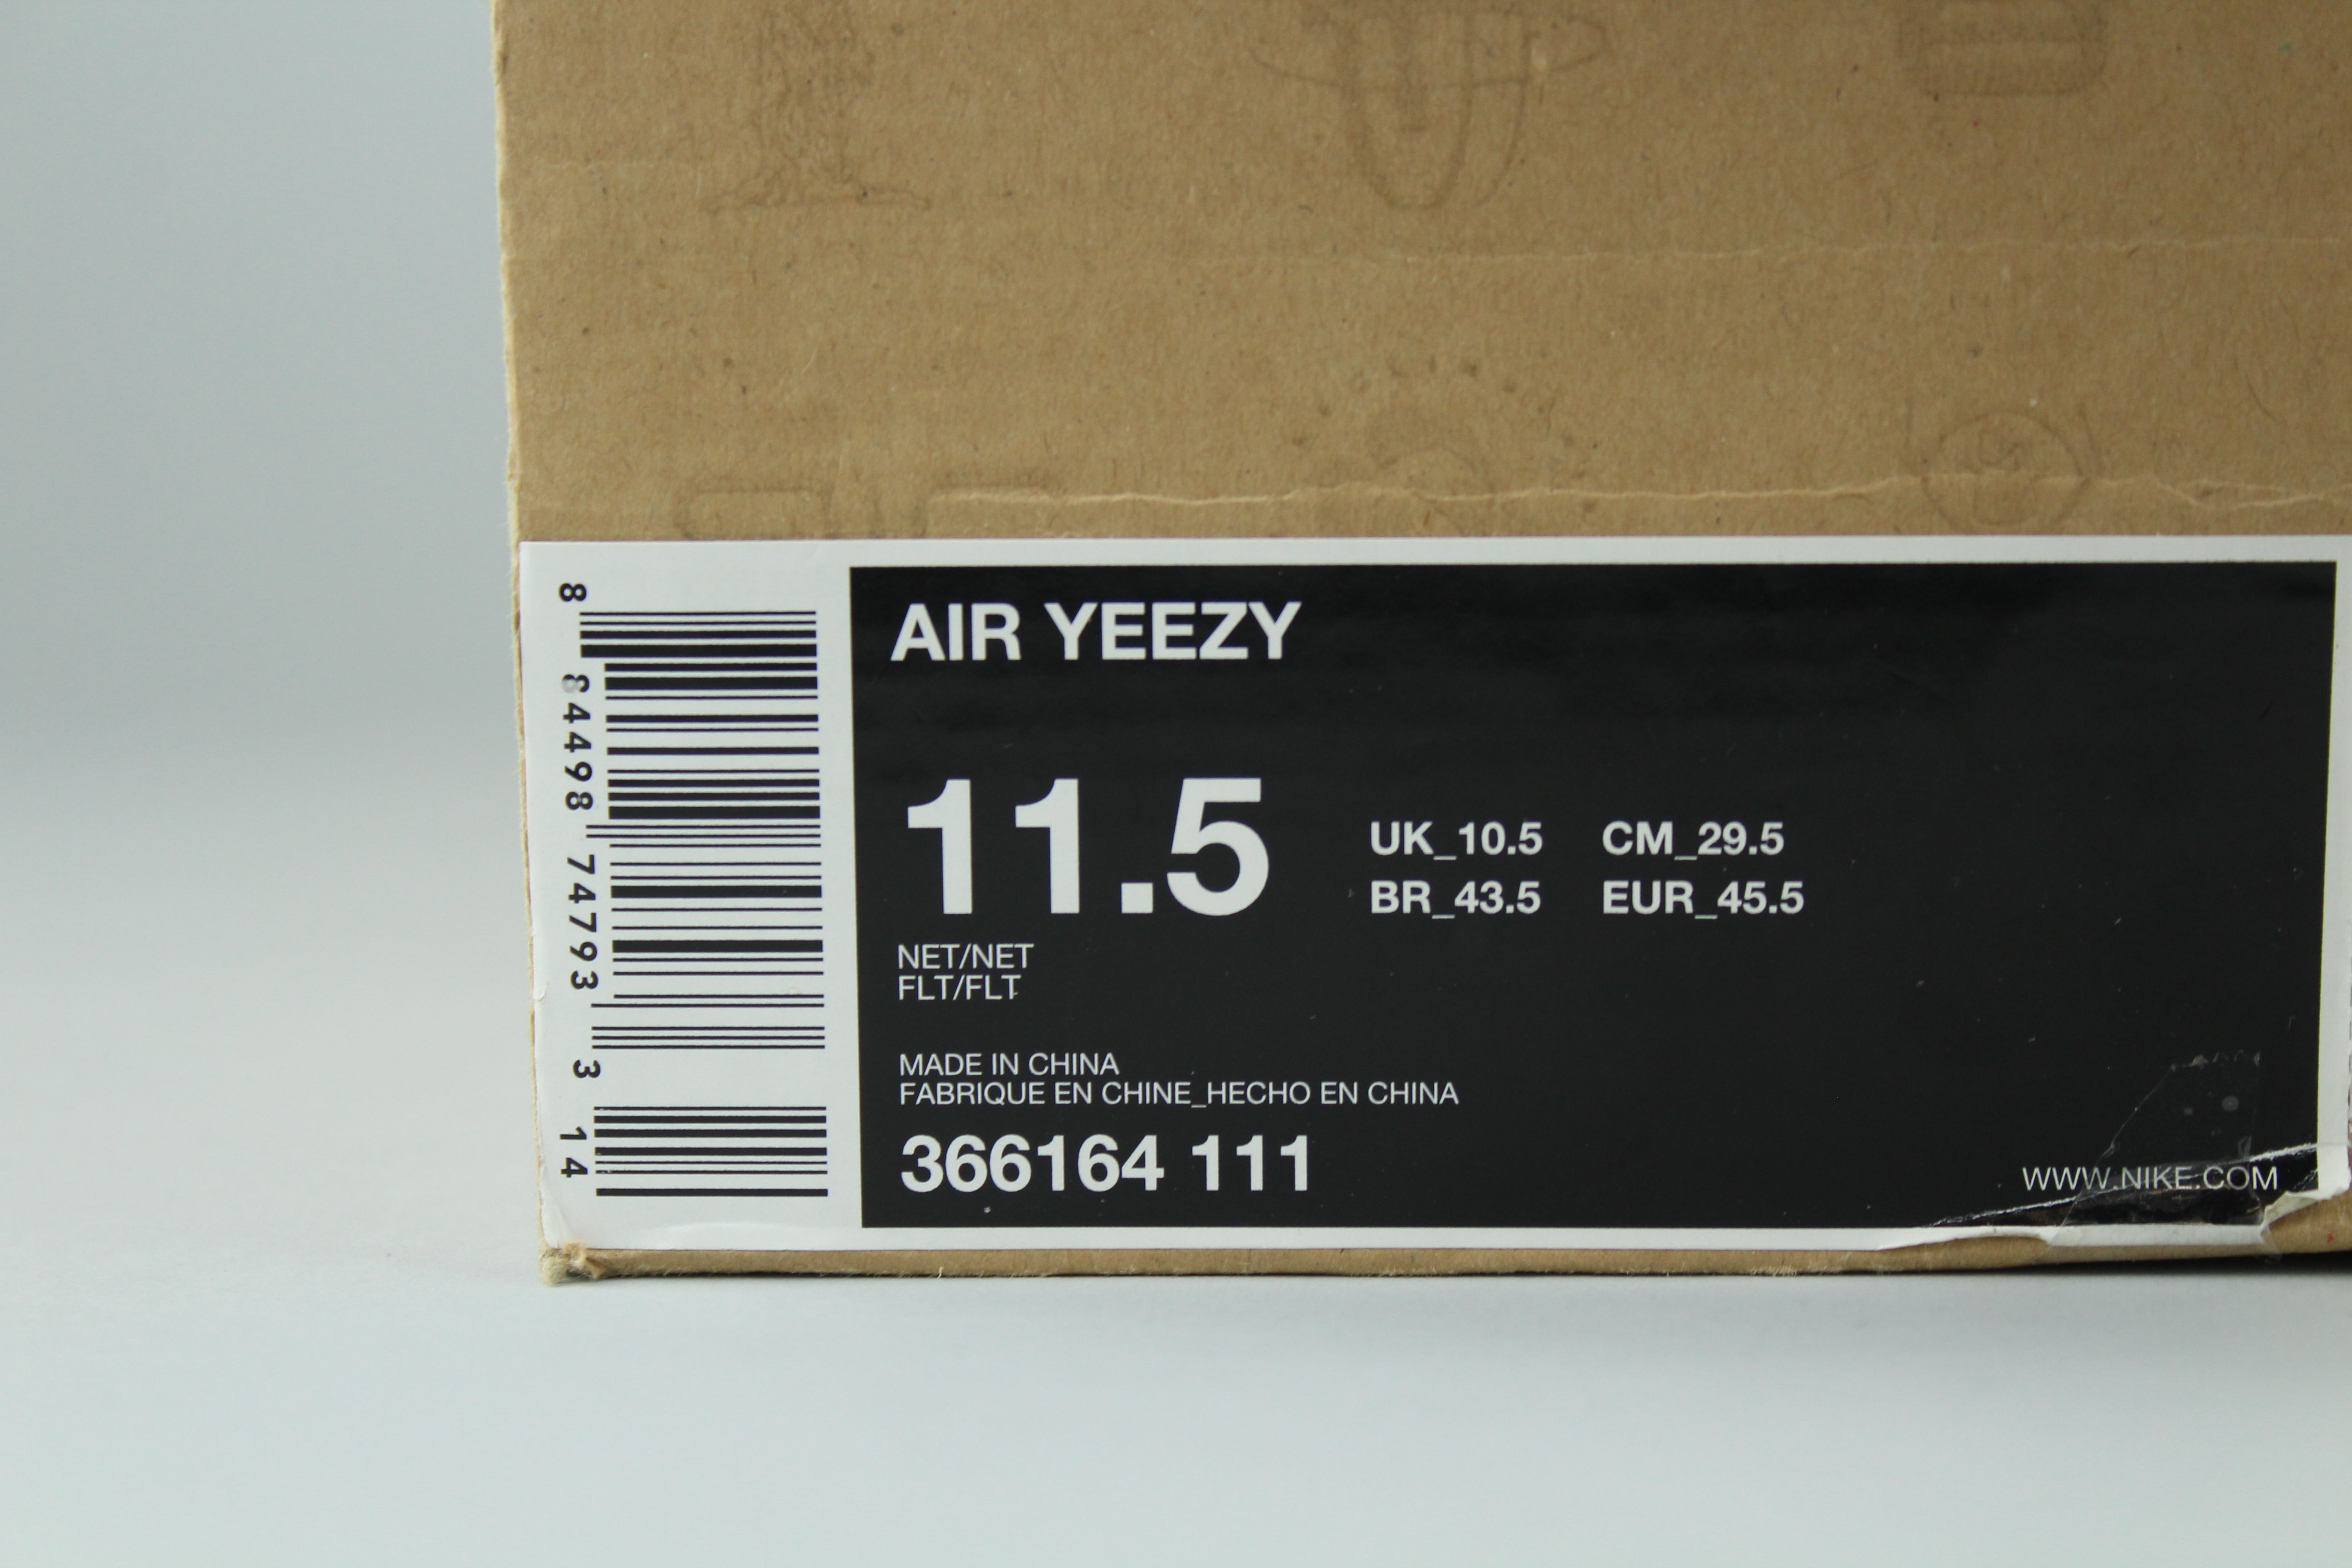 8 84498 74793 3 14
AIR YEEZY
11.5
UK_10.5 CM_29.5
BR_43.5 EUR_45.5
NET/NET
FLT/FLT
MADE IN CHINA
FABRIQUE EN CHINE_HECHO EN CHINA
366164 111
WWW.NIKE.COM